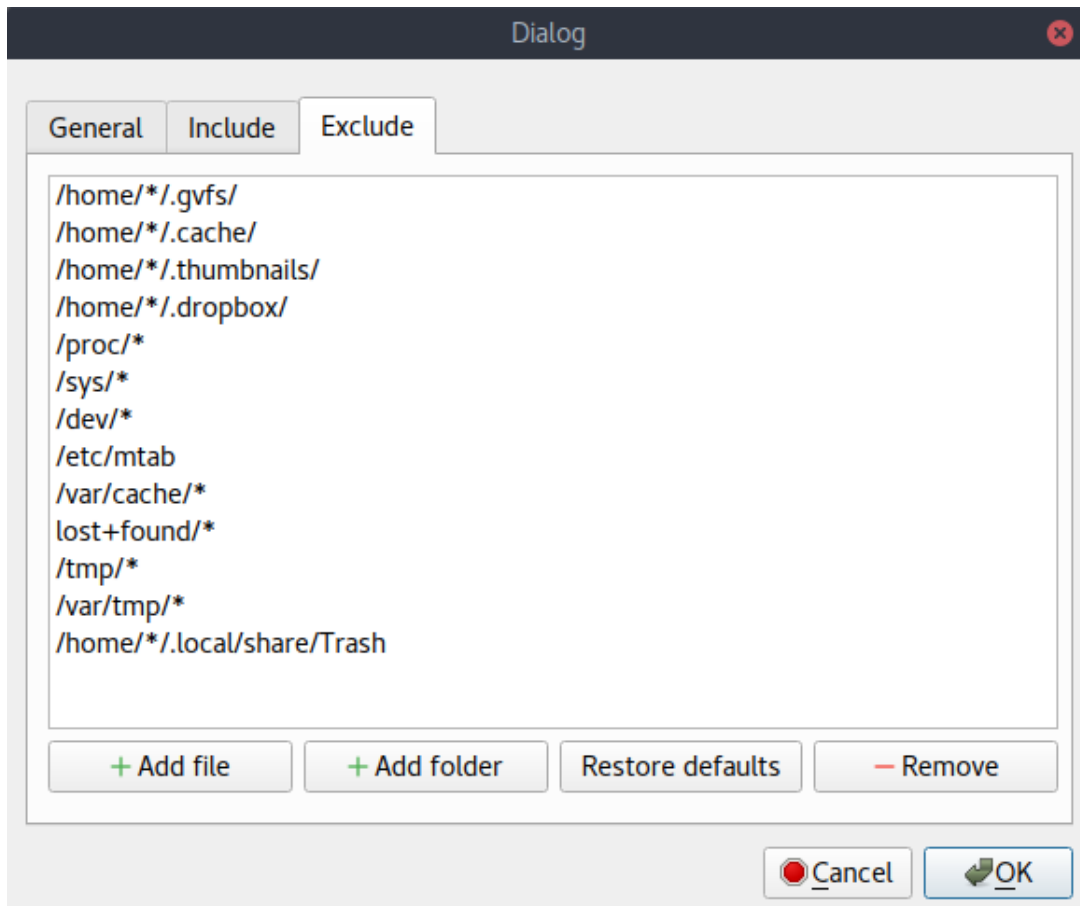 Dialog
General Include Exclude
/home/*/.gvfs/
/home/*/.cache/
/home/*/.thumbnails/
/home/*/.dropbox/
/proc/*
/sys/*
/dev/*
/etc/mtab
/var/cache/*
lost+found/*
/tmp/*
/var/tmp/*
/home/*/.local/share/Trash
+ Add file + Add folder Restore defaults − Remove
Cancel OK